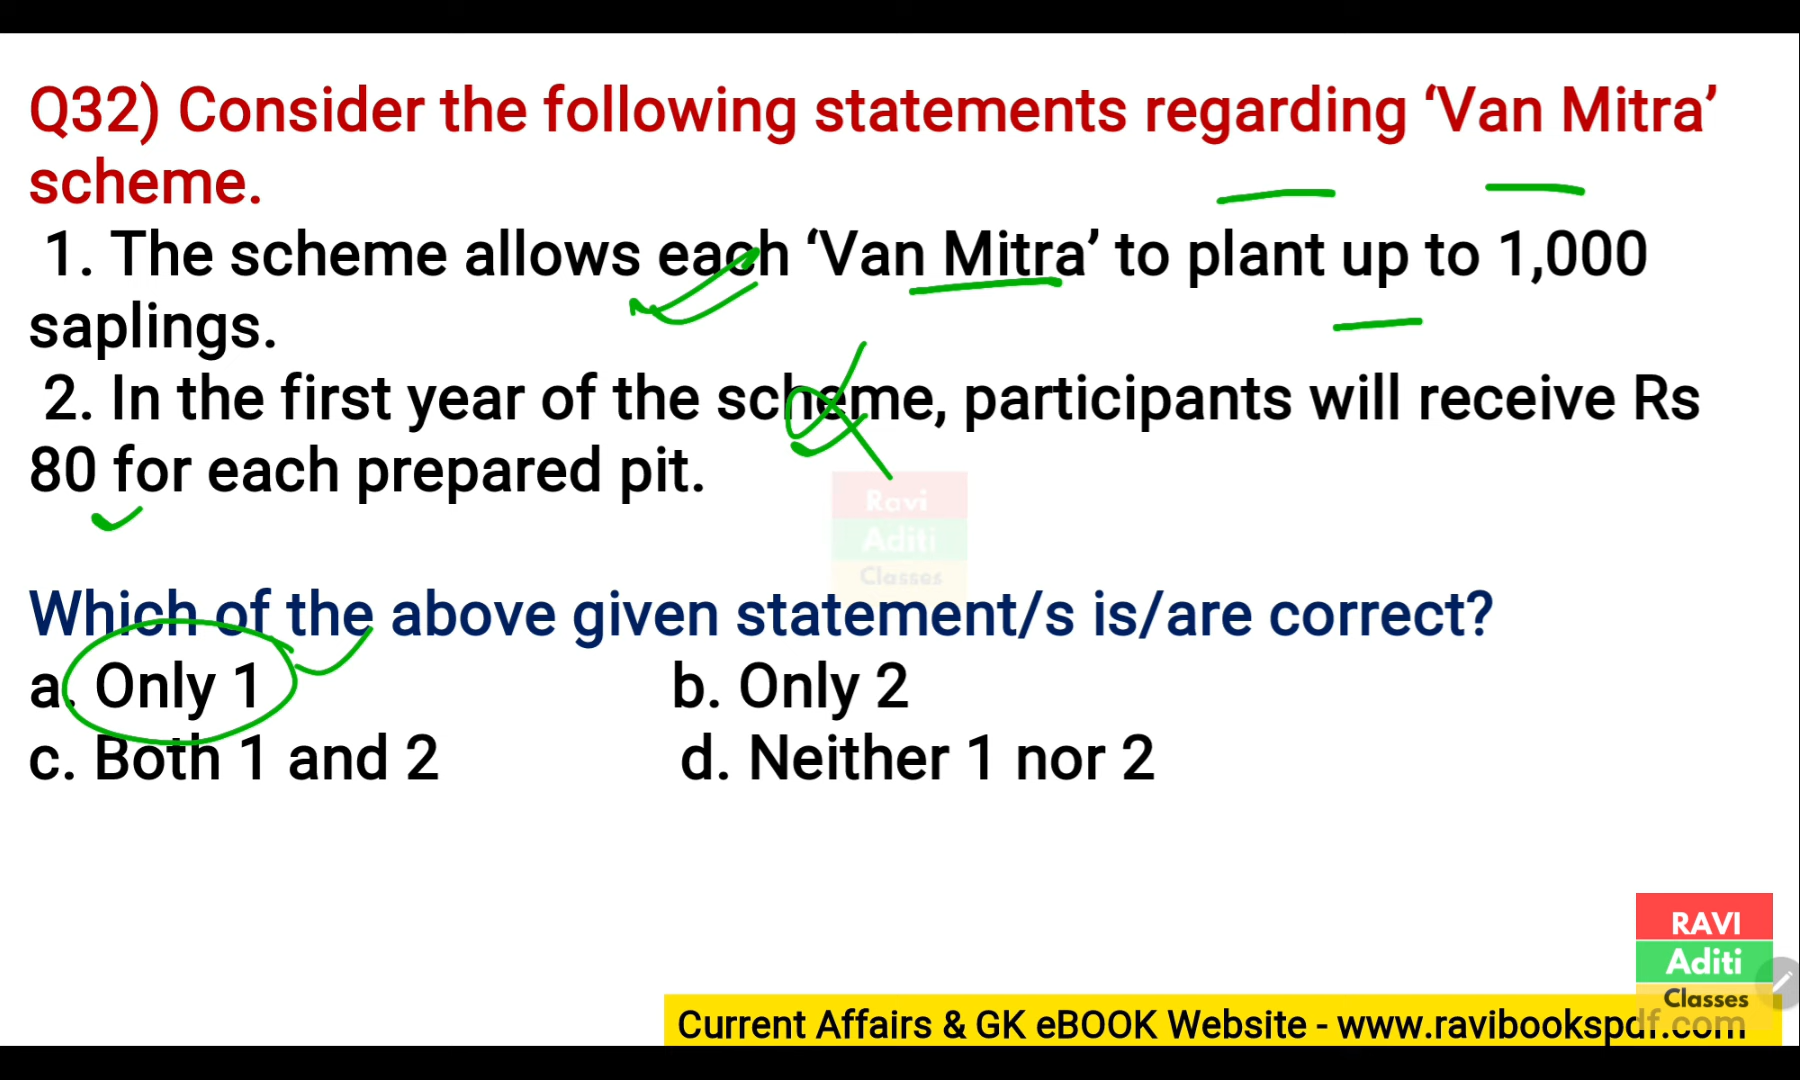 Q32) Consider the following statements regarding ‘Van Mitra’
scheme.
1. The scheme allows each ‘Van Mitra’ to plant up to 1,000
saplings.
2. In the first year of the scheme, participants will receive Rs
80 for each prepared pit.
Ravi
Aditi
Classes
Which of the above given statement/s is/are correct?
a. Only 1 b. Only 2
c. Both 1 and 2 d. Neither 1 nor 2
RAVI
Aditi
Classes
Current Affairs & GK eBOOK Website - www.ravibookspdf.com